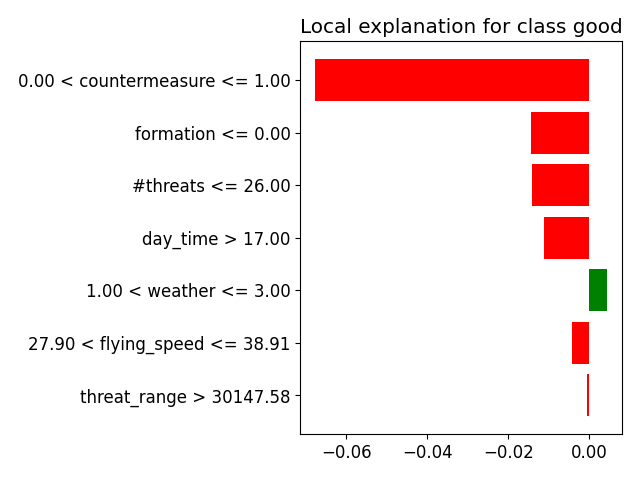 Local explanation for class good
0.00 < countermeasure <= 1.00
formation <= 0.00
#threats <= 26.00
day_time > 17.00
1.00 < weather <= 3.00
27.90 < flying_speed <= 38.91
threat_range > 30147.58
−0.06 −0.04 −0.02 0.00